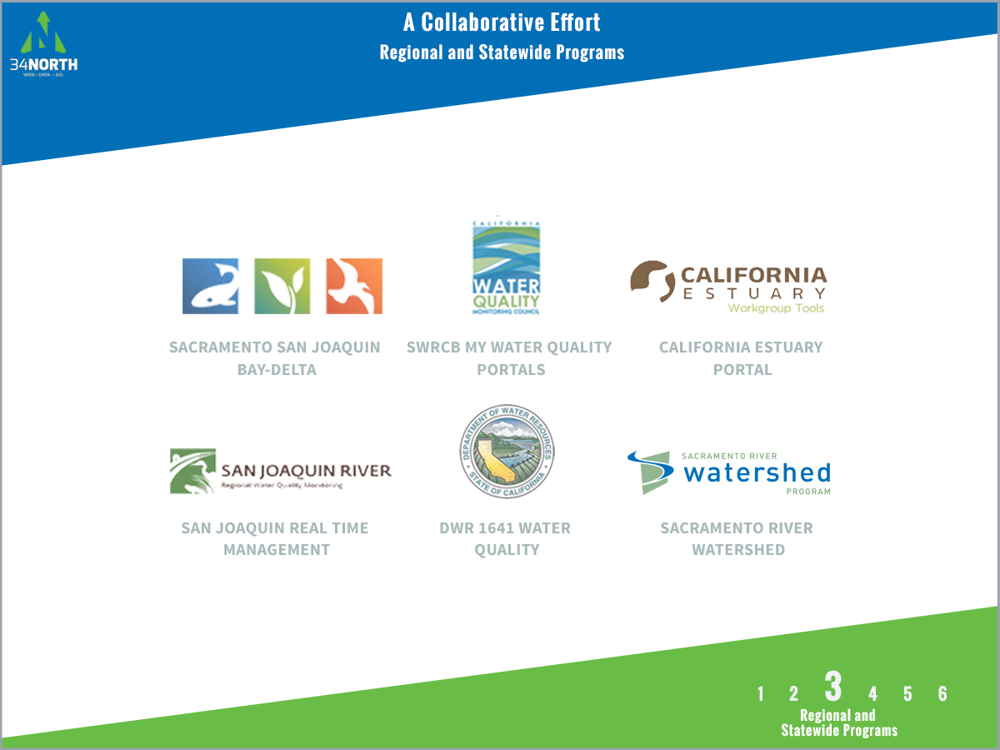 A Collaborative Effort
Regional and Statewide Programs
34NORTH
WEB • DATA • GIS
CALIFORNIA
WATER
QUALITY
MONITORING COUNCIL
CALIFORNIA
ESTUARY
Workgroup Tools
SACRAMENTO SAN JOAQUIN
BAY-DELTA
SWRCB MY WATER QUALITY
PORTALS
CALIFORNIA ESTUARY
PORTAL
SAN JOAQUIN RIVER
Regional Water Quality Monitoring
DEPARTMENT OF WATER RESOURCES
STATE OF CALIFORNIA
SACRAMENTO RIVER
watershed
PROGRAM
SAN JOAQUIN REAL TIME
MANAGEMENT
DWR 1641 WATER
QUALITY
SACRAMENTO RIVER
WATERSHED
1 2 3 4 5 6
Regional and
Statewide Programs